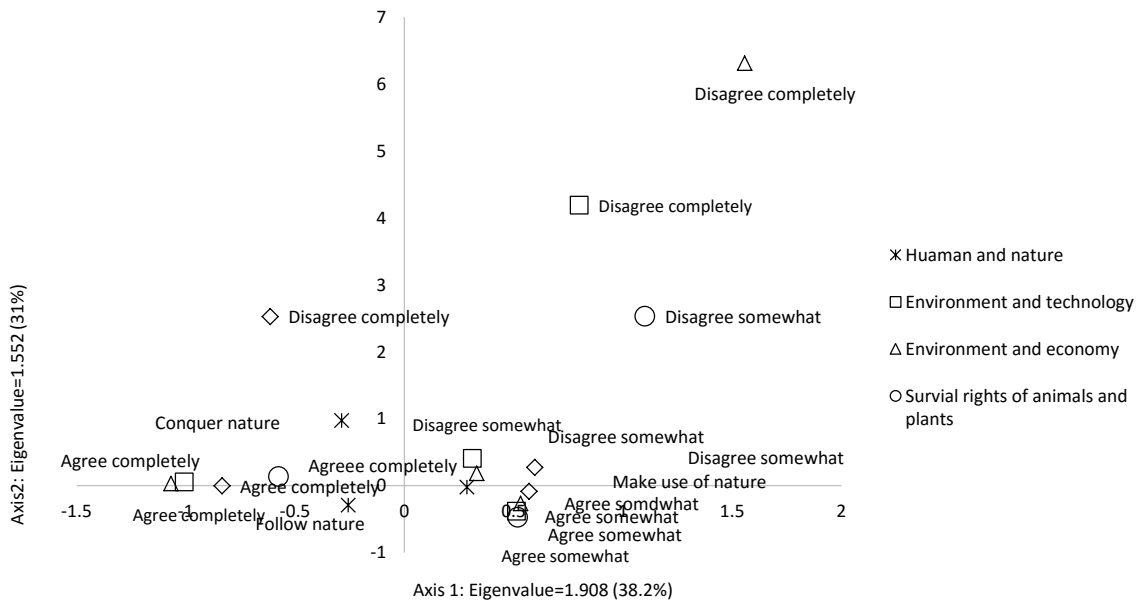 7
6
Disagree completely
5
4
Disagree completely
3
Disagree completely
Disagree somewhat
2
1
Conquer nature
Disagree somewhat
Disagree somewhat
Disagree somewhat
Agree completely
Agreee completely
0
Make use of nature
Agree completely
Agree somdwhat
-1.5
-1
-0.5
0
0.5
1
1.5
2
Agree completely
Agree somewhat
Follow nature
Agree somewhat
-1
Agree somewhat
Axis2: Eigenvalue=1.552 (31%)
Axis 1: Eigenvalue=1.908 (38.2%)
Huaman and nature
Environment and technology
Environment and economy
Survial rights of animals and
plants